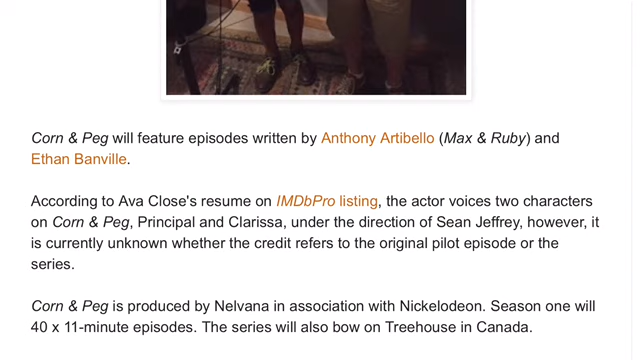 Corn & Peg will feature episodes written by Anthony Artibello (Max & Ruby) and
Ethan Banville.
According to Ava Close's resume on IMDbPro listing, the actor voices two characters
on Corn & Peg, Principal and Clarissa, under the direction of Sean Jeffrey, however, it
is currently unknown whether the credit refers to the original pilot episode or the
series.
Corn & Peg is produced by Nelvana in association with Nickelodeon. Season one will
40 x 11-minute episodes. The series will also bow on Treehouse in Canada.